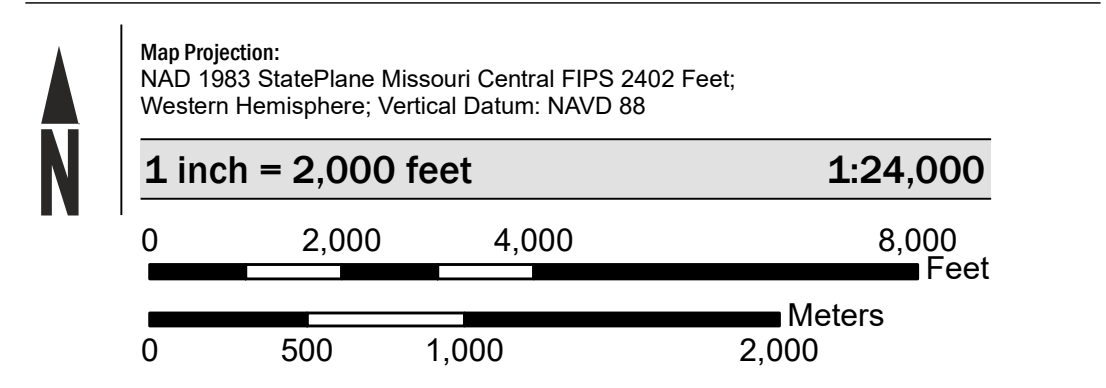 Map Projection:
NAD 1983 StatePlane Missouri Central FIPS 2402 Feet;
Western Hemisphere; Vertical Datum: NAVD 88
N
1 inch = 2,000 feet 1:24,000
0 2,000 4,000 8,000
Feet
Meters
0 500 1,000 2,000